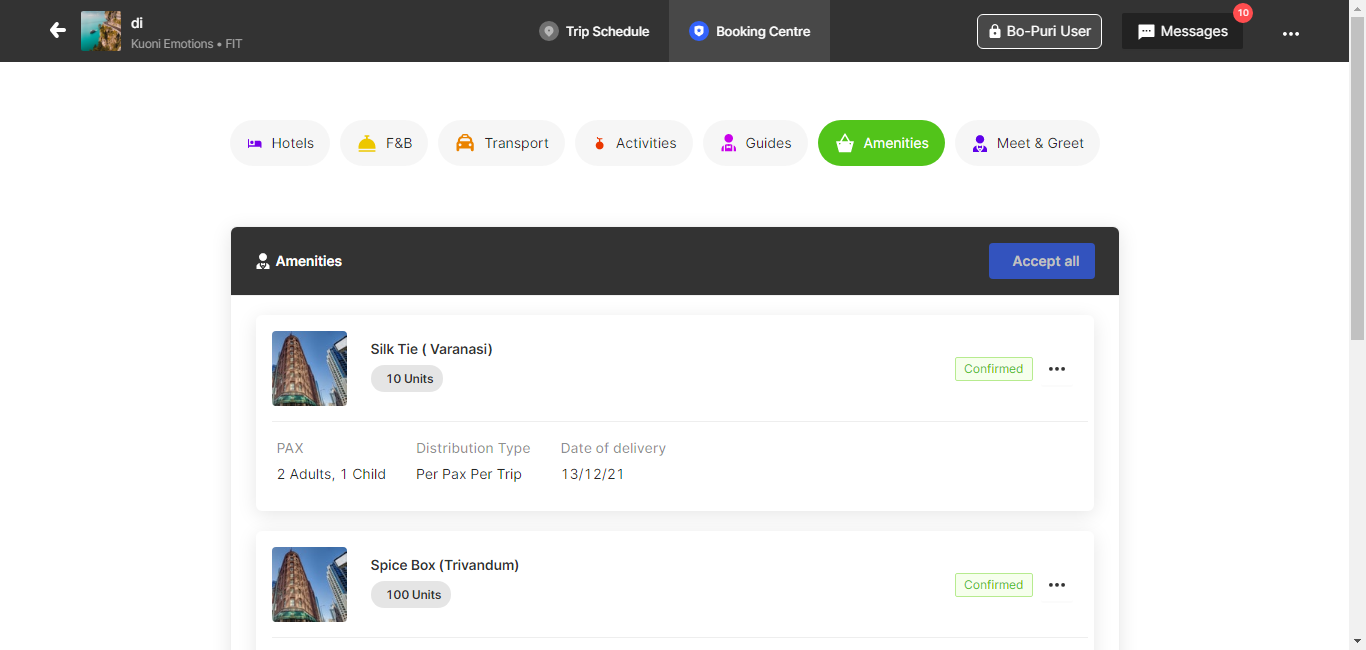 di
Kuoni Emotions • FIT
Trip Schedule
Booking Centre
Bo-Puri User
Messages
10
Hotels
F&B
Transport
Activities
Guides
Amenities
Meet & Greet
Amenities
Accept all
Silk Tie ( Varanasi)
10 Units
Confirmed
PAX
Distribution Type
Date of delivery
2 Adults, 1 Child
Per Pax Per Trip
13/12/21
Spice Box (Trivandum)
100 Units
Confirmed